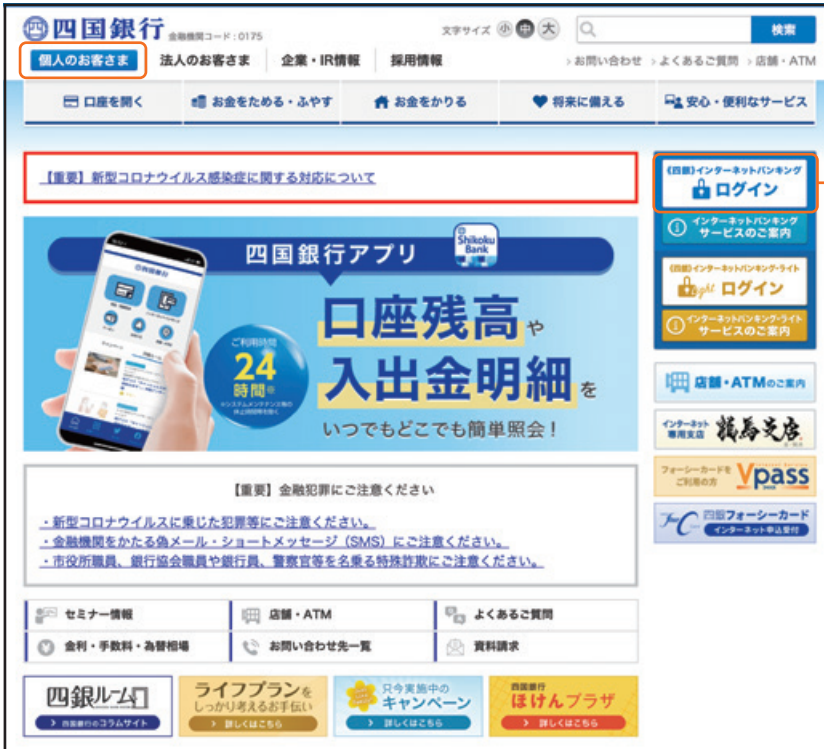 四国銀行 金融機関コード:0175
文字サイズ 小 中 大
検索
個人のお客さま 法人のお客さま 企業・IR情報 採用情報
お問い合わせ よくあるご質問 店舗・ATM
口座を開く お金をためる・ふやす お金をかりる 将来に備える 安心・便利なサービス
【重要】新型コロナウイルス感染症に関する対応について
四国銀行アプリ
Shikoku
Bank
口座残高や
入出金明細を
いつでもどこでも簡単照会!
ご利用時間
24
時間※
※システムメンテナンス等の
休止時間帯を除く
四国銀行
《四銀》インターネットバンキング
ログイン
インターネットバンキング
サービスのご案内
《四銀》インターネットバンキング・ライト
Light ログイン
インターネットバンキング・ライト
サービスのご案内
店舗・ATMのご案内
インターネット
専用支店 龍馬支店
フォーシーカードを
ご利用の方 Vpass
四銀フォーシーカード
インターネット申込受付
【重要】金融犯罪にご注意ください
・新型コロナウイルスに乗じた犯罪等にご注意ください。
・金融機関をかたる偽メール・ショートメッセージ(SMS)にご注意ください。
・市役所職員、銀行協会職員や銀行員、警察官等を名乗る特殊詐欺にご注意ください。
セミナー情報 店舗・ATM よくあるご質問
金利・手数料・為替相場 お問い合わせ先一覧 資料請求
四銀ルーム
四国銀行のコラムサイト
ライフプランを
しっかり考えるお手伝い
詳しくはこちら
只今実施中の
キャンペーン
詳しくはこちら
四国銀行
ほけんプラザ
詳しくはこちら